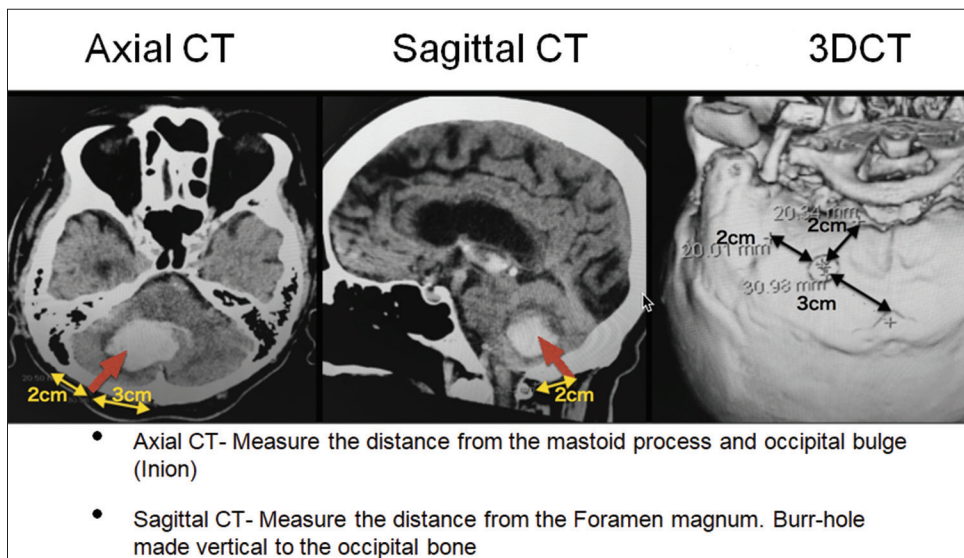 Axial CT
Sagittal CT
3DCT
20.50
2cm
3cm
2cm
20.34 mm
2cm
2cm
20.01 mm
30.98 mm
3cm
• Axial CT- Measure the distance from the mastoid process and occipital bulge
(Inion)
• Sagittal CT- Measure the distance from the Foramen magnum. Burr-hole
made vertical to the occipital bone